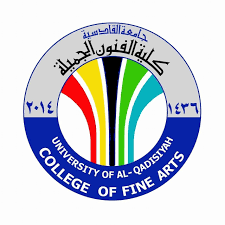 جامعة القادسية
كلية الفنون الجميلة
٢٠١٤
١٤٣٦
UNIVERSITY OF AL-QADISIYAH
COLLEGE OF FINE ARTS